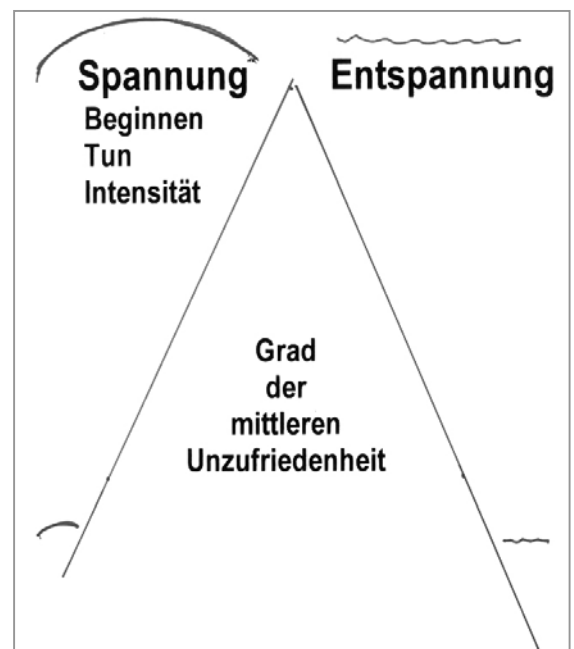 Spannung
Entspannung
Beginnen
Tun
Intensität
Grad
der
mittleren
Unzufriedenheit